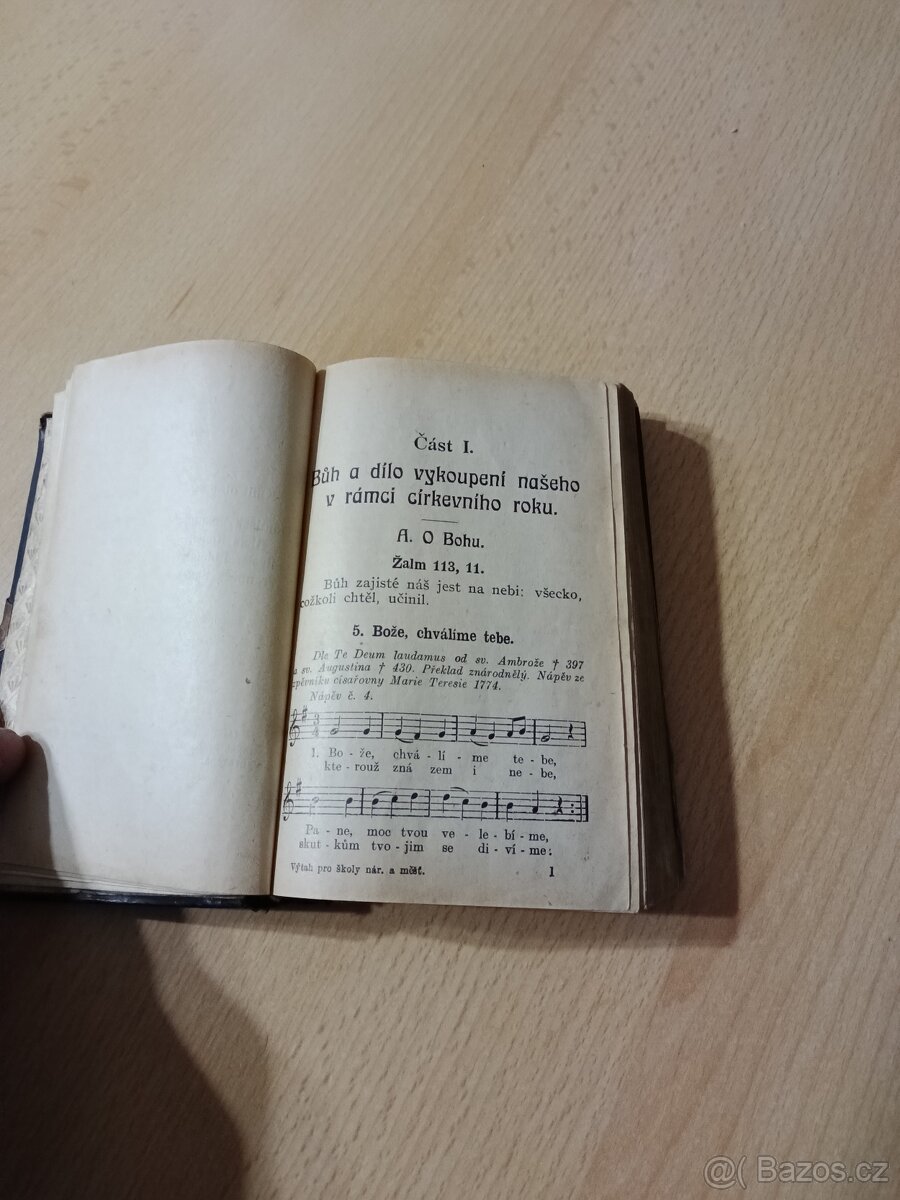 Část I.
Bůh a dílo vykoupení našeho
v rámci církevního roku.
A. O Bohu.
Žalm 113, 11.
Bůh zajisté náš jest na nebi: všecko,
cožkoli chtěl, učinil.
5. Bože, chválíme tebe.
Dle Te Deum laudamus od sv. Ambrože † 397
a sv. Augustina † 430. Překlad znárodnělý. Nápěv ze
zpěvníku císařovny Marie Teresie 1774.
Nápěv č. 4.
1. Bo - že, chvá - lí - me te - be,
kte - rouž zná zem i ne - be,
Pa - ne, moc tvou ve - le - bí - me,
skut - kům tvo - jim se di - ví - me:
Výtah pro školy nár. a měšť. 1
@( Bazos.cz